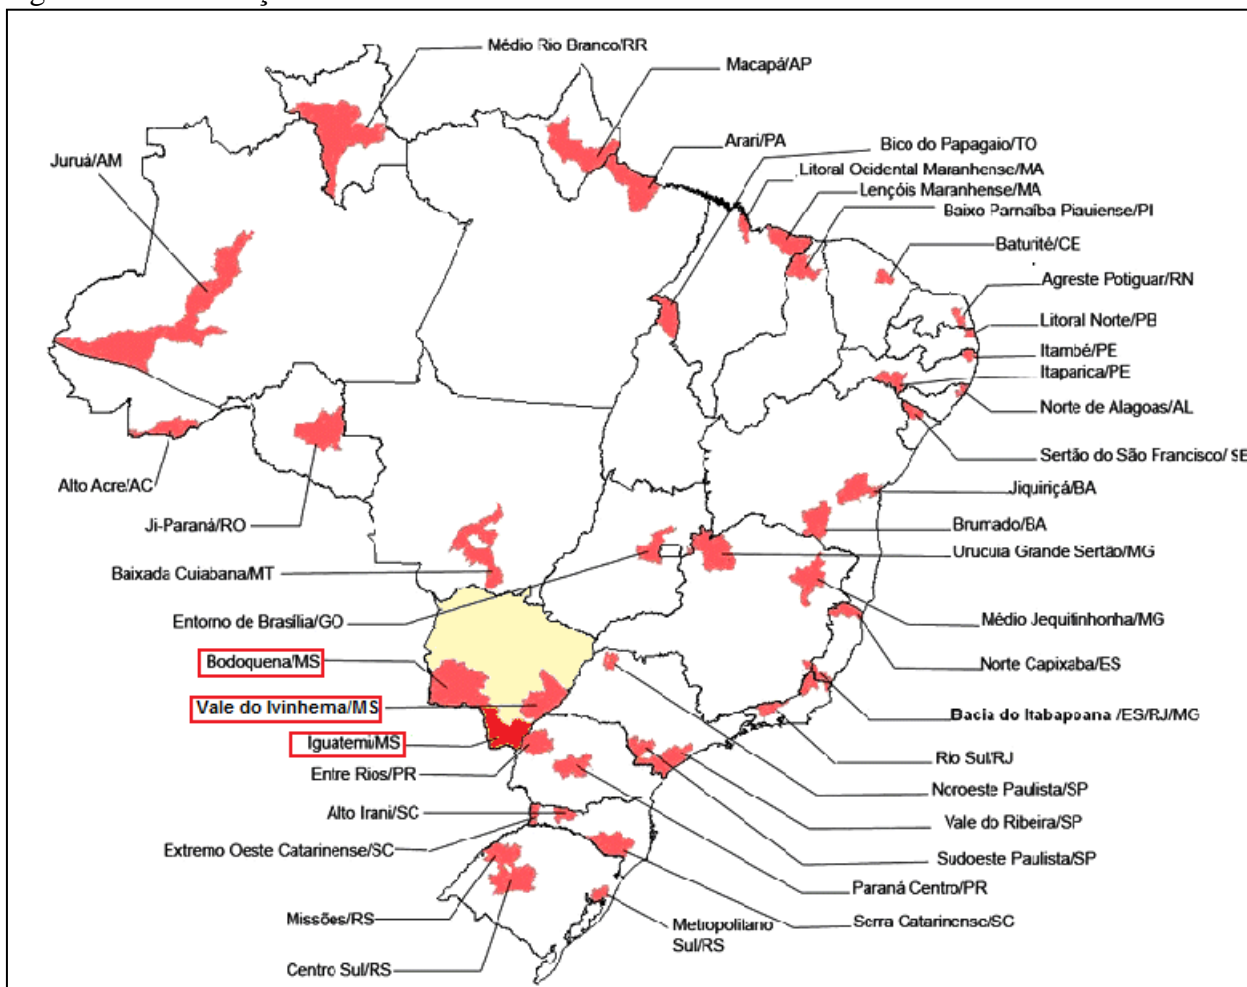 Médio Rio Branco/RR
Macapá/AP
Arari/PA
Bico do Papagaio/TO
Juruá/AM
Litoral Ocidental Maranhense/MA
Lençóis Maranhense/MA
Baixo Parnaíba Piauiense/PI
Baturité/CE
Agreste Potiguar/RN
Litoral Norte/PB
Itambé/PE
Itaparica/PE
Norte de Alagoas/AL
Sertão do São Francisco/ SE
Alto Acre/AC
Jiquiriçá/BA
Ji-Paraná/RO
Brumado/BA
Urucuia Grande Sertão/MG
Baixada Cuiabana/MT
Entorno de Brasília/GO
Médio Jequitinhonha/MG
Bodoquena/MS
Norte Capixaba/ES
Vale do Ivinhema/MS
Bacia do Itabapoana /ES/RJ/MG
Iguatemi/MS
Rio Sul/RJ
Entre Rios/PR
Noroeste Paulista/SP
Alto Irani/SC
Vale do Ribeira/SP
Extremo Oeste Catarinense/SC
Sudoeste Paulista/SP
Paraná Centro/PR
Missões/RS
Metropolitano
Sul/RS
Serra Catarinense/SC
Centro Sul/RS